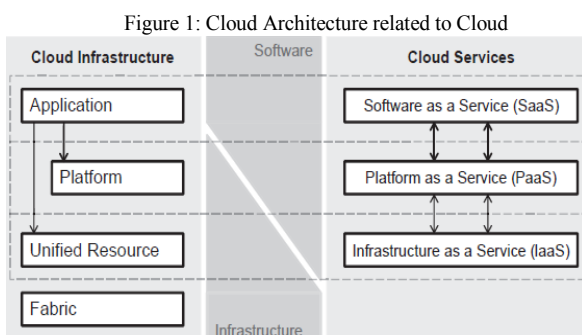 Figure 1: Cloud Architecture related to Cloud
Cloud Infrastructure
Software
Cloud Services
Application
Software as a Service (SaaS)
Platform
Platform as a Service (PaaS)
Unified Resource
Infrastructure as a Service (IaaS)
Fabric
Infrastructure